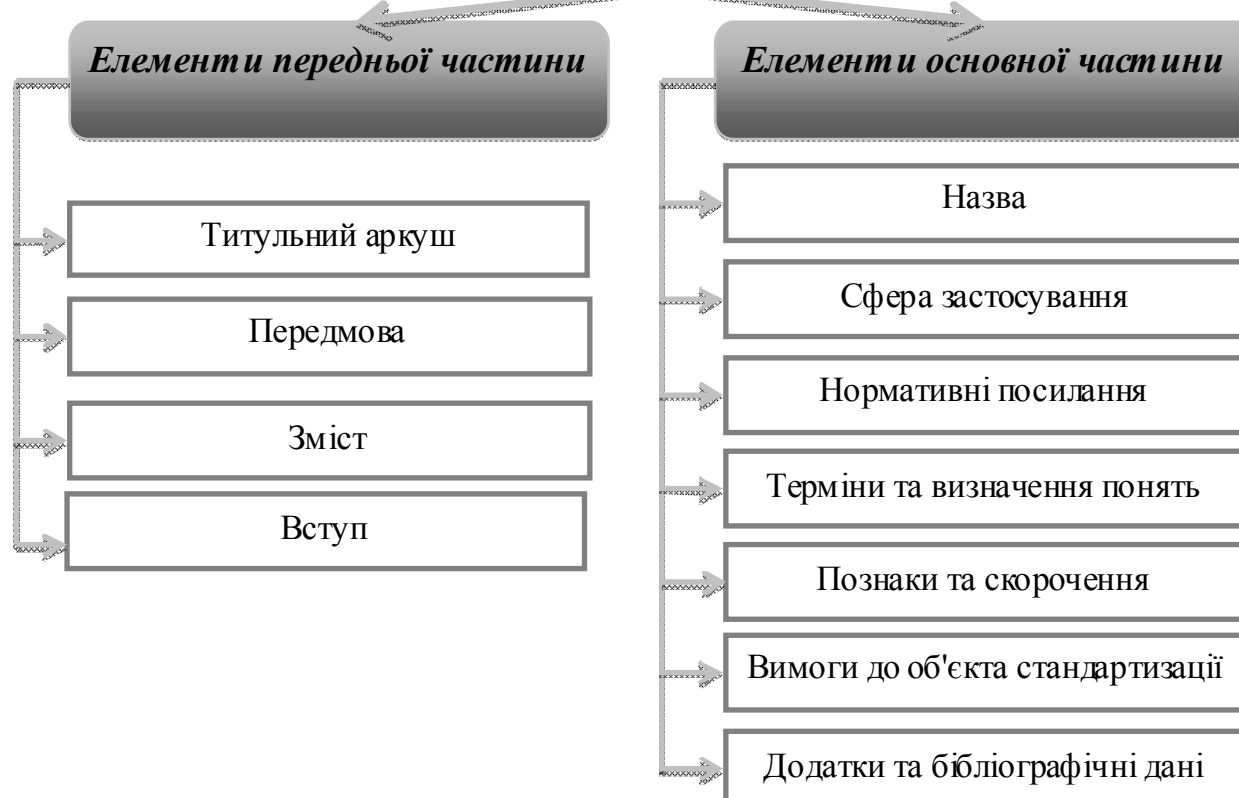 Елементи передньої частини
Титульний аркуш
Передмова
Зміст
Вступ
Елементи основної частини
Назва
Сфера застосування
Нормативні посилання
Терміни та визначення понять
Познаки та скорочення
Вимоги до об'єкта стандартизації
Додатки та бібліографічні дані